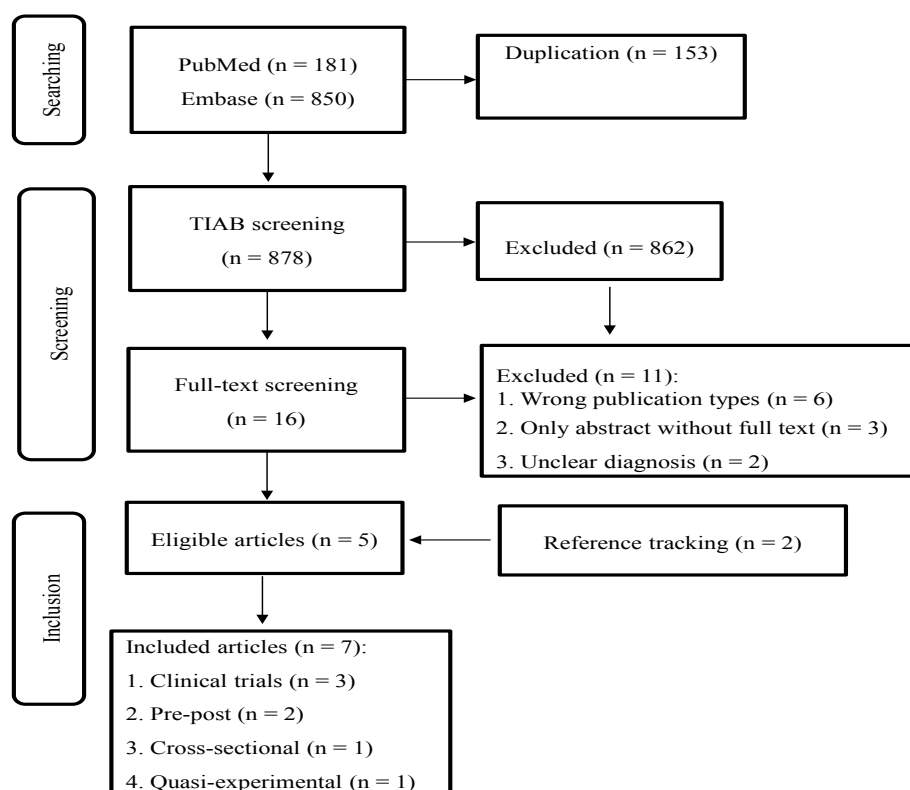 Searching
PubMed (n = 181)
Embase (n = 850)
Duplication (n = 153)
Screening
TIAB screening
(n = 878)
Excluded (n = 862)
Full-text screening
(n = 16)
Excluded (n = 11):
1. Wrong publication types (n = 6)
2. Only abstract without full text (n = 3)
3. Unclear diagnosis (n = 2)
Inclusion
Eligible articles (n = 5)
Reference tracking (n = 2)
Included articles (n = 7):
1. Clinical trials (n = 3)
2. Pre-post (n = 2)
3. Cross-sectional (n = 1)
4. Quasi-experimental (n = 1)